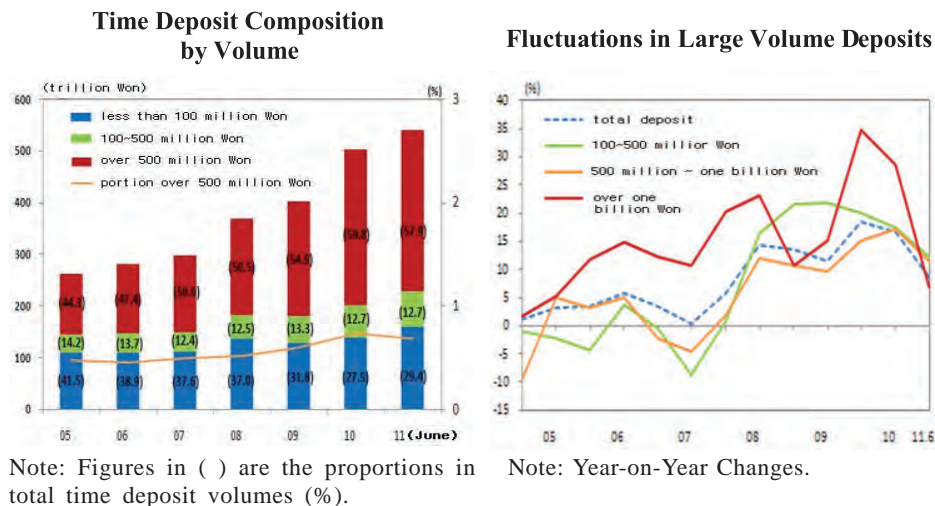 Time Deposit Composition
by Volume
(trillion Won)
(%)
600
500
400
300
200
100
0
3
2
1
0
less than 100 million Won
100~500 million Won
over 500 million Won
portion over 500 million Won
(44.3)
(47.4)
(50.0)
(50.5)
(54.9)
(59.8)
(57.9)
(14.2)
(13.7)
(12.4)
(12.5)
(13.3)
(12.7)
(12.7)
(41.5)
(38.9)
(37.6)
(37.0)
(31.8)
(27.5)
(29.4)
05 06 07 08 09 10 11(June)
Note: Figures in ( ) are the proportions in
total time deposit volumes (%).
Fluctuations in Large Volume Deposits
(%)
40
35
30
25
20
15
10
5
0
-5
-10
-15
total deposit
100~500 millior Won
500 million ~ one billion Won
over one
billion Won
05 06 07 08 09 10 11.6
Note: Year-on-Year Changes.